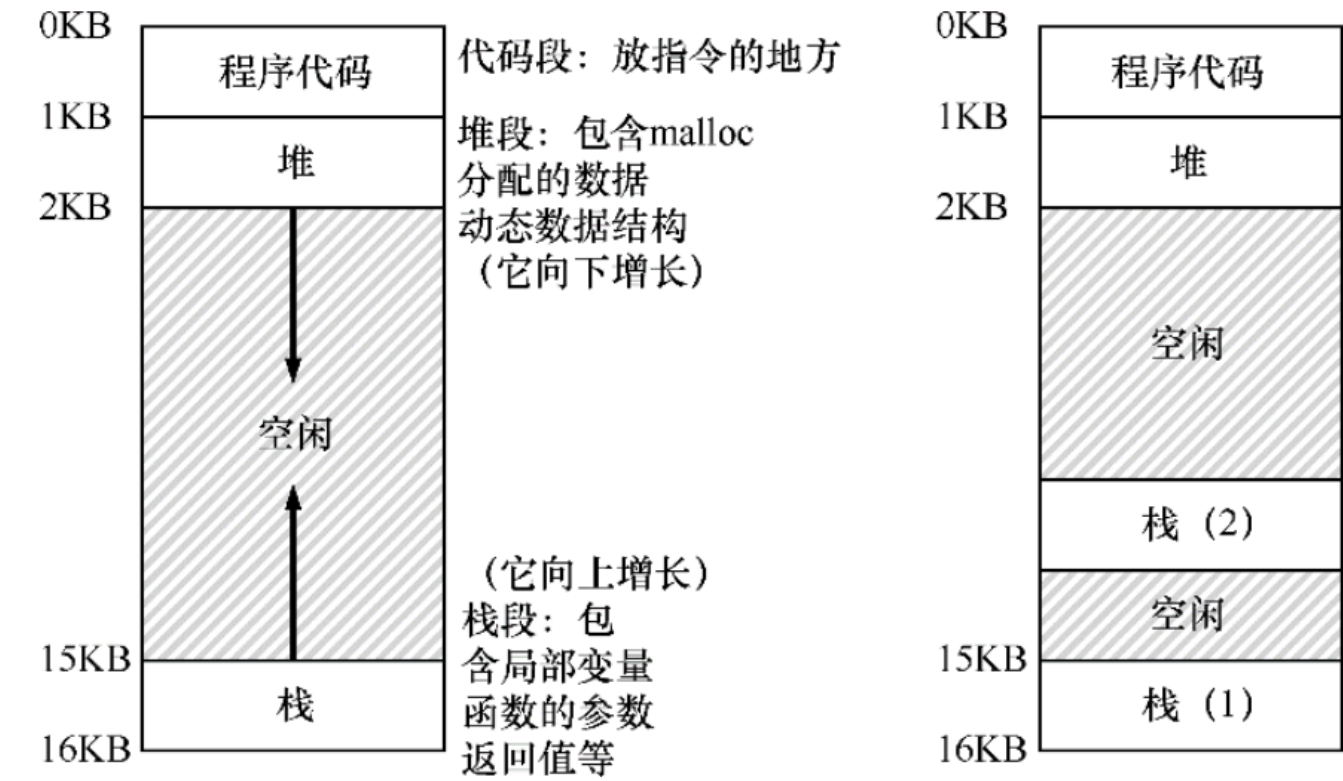 0KB
程序代码
代码段：放指令的地方
1KB
堆
堆段：包含malloc
分配的数据
动态数据结构
（它向下增长）
2KB
空闲
（它向上增长）
栈段：包
含局部变量
函数的参数
返回值等
15KB
栈
16KB
0KB
程序代码
1KB
堆
2KB
空闲
栈（2）
空闲
15KB
栈（1）
16KB